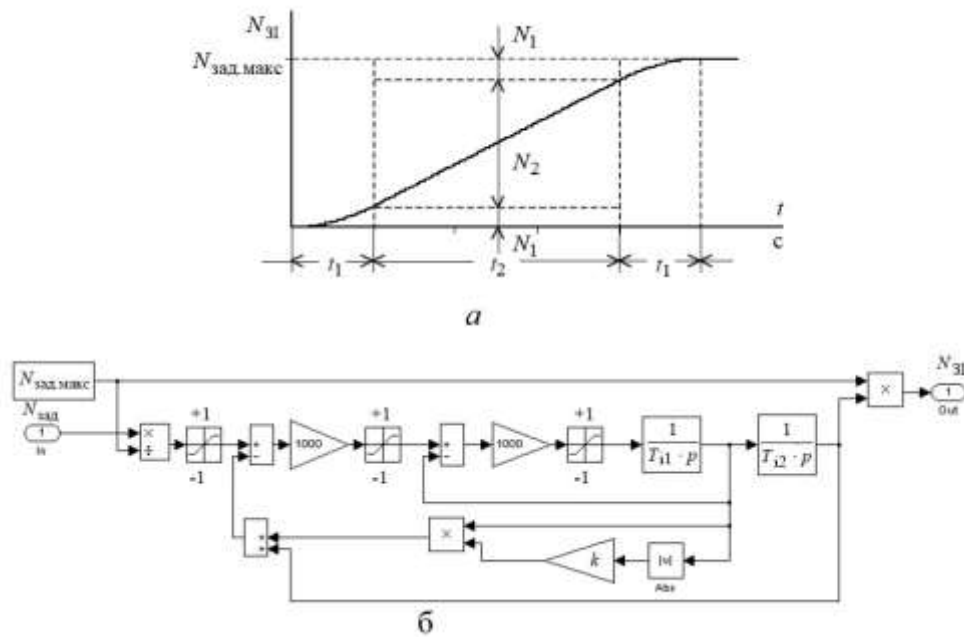 N_ЗІ
N_1
N_зад.макс
N_2
t
N_1
с
t_1
t_2
t_1
а
N_зад.макс
N_ЗІ
×
1
Out
N_зад
1
In
×
÷
+1
-1
+
−
1000
+1
-1
+
−
1000
+1
-1
1
T_i1 · p
1
T_i2 · p
+
+
×
k
|u|
Abs
б